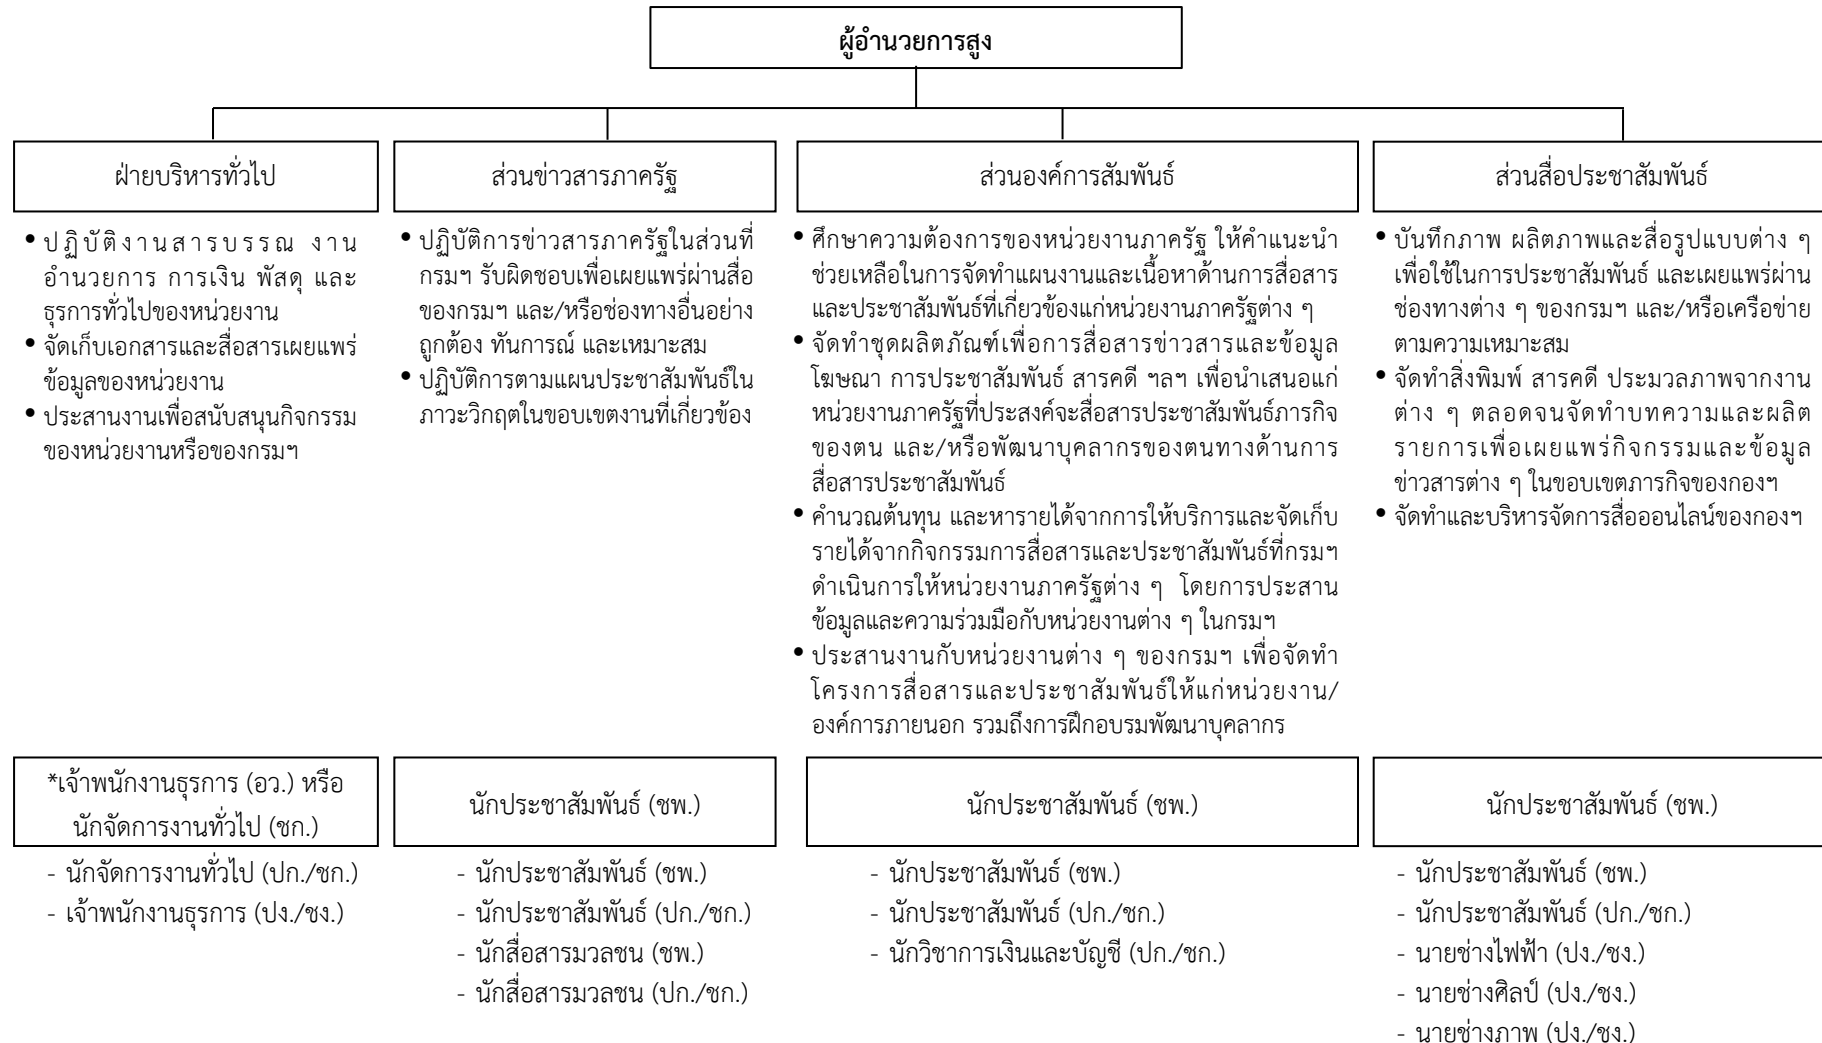 ผู้อำนวยการสูง
ฝ่ายบริหารทั่วไป
• ปฏิบัติงานสารบรรณ งาน
อำนวยการ การเงิน พัสดุ และ
ธุรการทั่วไปของหน่วยงาน
• จัดเก็บเอกสารและสื่อสารเผยแพร่
ข้อมูลของหน่วยงาน
• ประสานงานเพื่อสนับสนุนกิจกรรม
ของหน่วยงานหรือของกรมฯ
*เจ้าพนักงานธุรการ (อว.) หรือ
นักจัดการงานทั่วไป (ชก.)
- นักจัดการงานทั่วไป (ปก./ชก.)
- เจ้าพนักงานธุรการ (ปง./ชง.)
ส่วนข่าวสารภาครัฐ
• ปฏิบัติการข่าวสารภาครัฐในส่วนที่
กรมฯ รับผิดชอบเพื่อเผยแพร่ผ่านสื่อ
ของกรมฯ และ/หรือช่องทางอื่นอย่าง
ถูกต้อง ทันการณ์ และเหมาะสม
• ปฏิบัติการตามแผนประชาสัมพันธ์ใน
ภาวะวิกฤตในขอบเขตงานที่เกี่ยวข้อง
นักประชาสัมพันธ์ (ชพ.)
- นักประชาสัมพันธ์ (ชพ.)
- นักประชาสัมพันธ์ (ปก./ชก.)
- นักสื่อสารมวลชน (ชพ.)
- นักสื่อสารมวลชน (ปก./ชก.)
ส่วนองค์การสัมพันธ์
• ศึกษาความต้องการของหน่วยงานภาครัฐ ให้คำแนะนำ
ช่วยเหลือในการจัดทำแผนงานและเนื้อหาด้านการสื่อสาร
และประชาสัมพันธ์ที่เกี่ยวข้องแก่หน่วยงานภาครัฐต่าง ๆ
• จัดทำชุดผลิตภัณฑ์เพื่อการสื่อสารข่าวสารและข้อมูล
โฆษณา การประชาสัมพันธ์ สารคดี ฯลฯ เพื่อนำเสนอแก่
หน่วยงานภาครัฐที่ประสงค์จะสื่อสารประชาสัมพันธ์ภารกิจ
ของตน และ/หรือพัฒนาบุคลากรของตนทางด้านการ
สื่อสารประชาสัมพันธ์
• คำนวณต้นทุน และหารายได้จากการให้บริการและจัดเก็บ
รายได้จากกิจกรรมการสื่อสารและประชาสัมพันธ์ที่กรมฯ
ดำเนินการให้หน่วยงานภาครัฐต่าง ๆ โดยการประสาน
ข้อมูลและความร่วมมือกับหน่วยงานต่าง ๆ ในกรมฯ
• ประสานงานกับหน่วยงานต่าง ๆ ของกรมฯ เพื่อจัดทำ
โครงการสื่อสารและประชาสัมพันธ์ให้แก่หน่วยงาน/
องค์การภายนอก รวมถึงการฝึกอบรมพัฒนาบุคลากร
นักประชาสัมพันธ์ (ชพ.)
- นักประชาสัมพันธ์ (ชพ.)
- นักประชาสัมพันธ์ (ปก./ชก.)
- นักวิชาการเงินและบัญชี (ปก./ชก.)
ส่วนสื่อประชาสัมพันธ์
• บันทึกภาพ ผลิตภาพและสื่อรูปแบบต่าง ๆ
เพื่อใช้ในการประชาสัมพันธ์ และเผยแพร่ผ่าน
ช่องทางต่าง ๆ ของกรมฯ และ/หรือเครือข่าย
ตามความเหมาะสม
• จัดทำสิ่งพิมพ์ สารคดี ประมวลภาพจากงาน
ต่าง ๆ ตลอดจนจัดทำบทความและผลิต
รายการเพื่อเผยแพร่กิจกรรมและข้อมูล
ข่าวสารต่าง ๆ ในขอบเขตภารกิจของกองฯ
• จัดทำและบริหารจัดการสื่อออนไลน์ของกองฯ
นักประชาสัมพันธ์ (ชพ.)
- นักประชาสัมพันธ์ (ชพ.)
- นักประชาสัมพันธ์ (ปก./ชก.)
- นายช่างไฟฟ้า (ปง./ชง.)
- นายช่างศิลป์ (ปง./ชง.)
- นายช่างภาพ (ปง./ชง.)